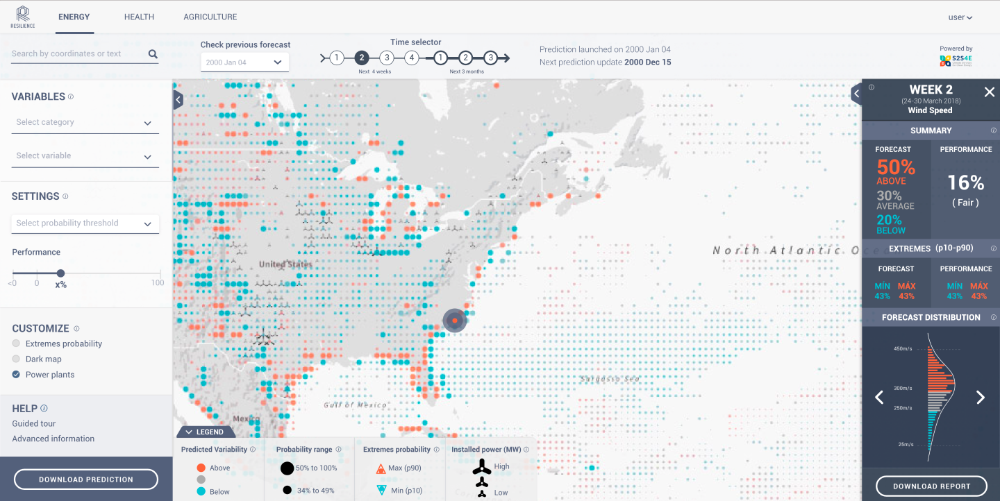 RESILIENCE
ENERGY
HEALTH
AGRICULTURE
user
Search by coordinates or text
Check previous forecast
2000 Jan 04
Time selector
1 2 3 4 1 2 3
Next 4 weeks
Next 3 months
Prediction launched on 2000 Jan 04
Next prediction update 2000 Dec 15
Powered by
S2S4E
VARIABLES
Select category
Select variable
SETTINGS
Select probability threshold
Performance
<0 0 100
x%
CUSTOMIZE
Extremes probability
Dark map
Power plants
HELP
Guided tour
Advanced information
DOWNLOAD PREDICTION
United States
Mexico
Gulf of Mexico
Sargasso Sea
North Atlantic O
LEGEND
Predicted Variability
Above
Below
Probability range
50% to 100%
34% to 49%
Extremes probability
Max (p90)
Min (p10)
Installed power (MW)
High
Low
WEEK 2
(24-30 March 2018)
Wind Speed
SUMMARY
FORECAST
50%
ABOVE
30%
AVERAGE
20%
BELOW
PERFORMANCE
16%
( Fair )
EXTREMES (p10-p90)
FORECAST
MÍN MÁX
43% 43%
PERFORMANCE
MÍN MÁX
43% 43%
FORECAST DISTRIBUTION
450m/s
300m/s
250m/s
25m/s
DOWNLOAD REPORT